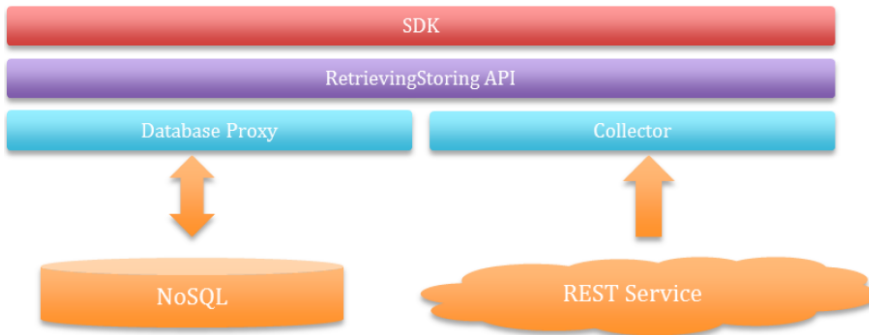 SDK
RetrievingStoring API
Database Proxy
Collector
NoSQL
REST Service